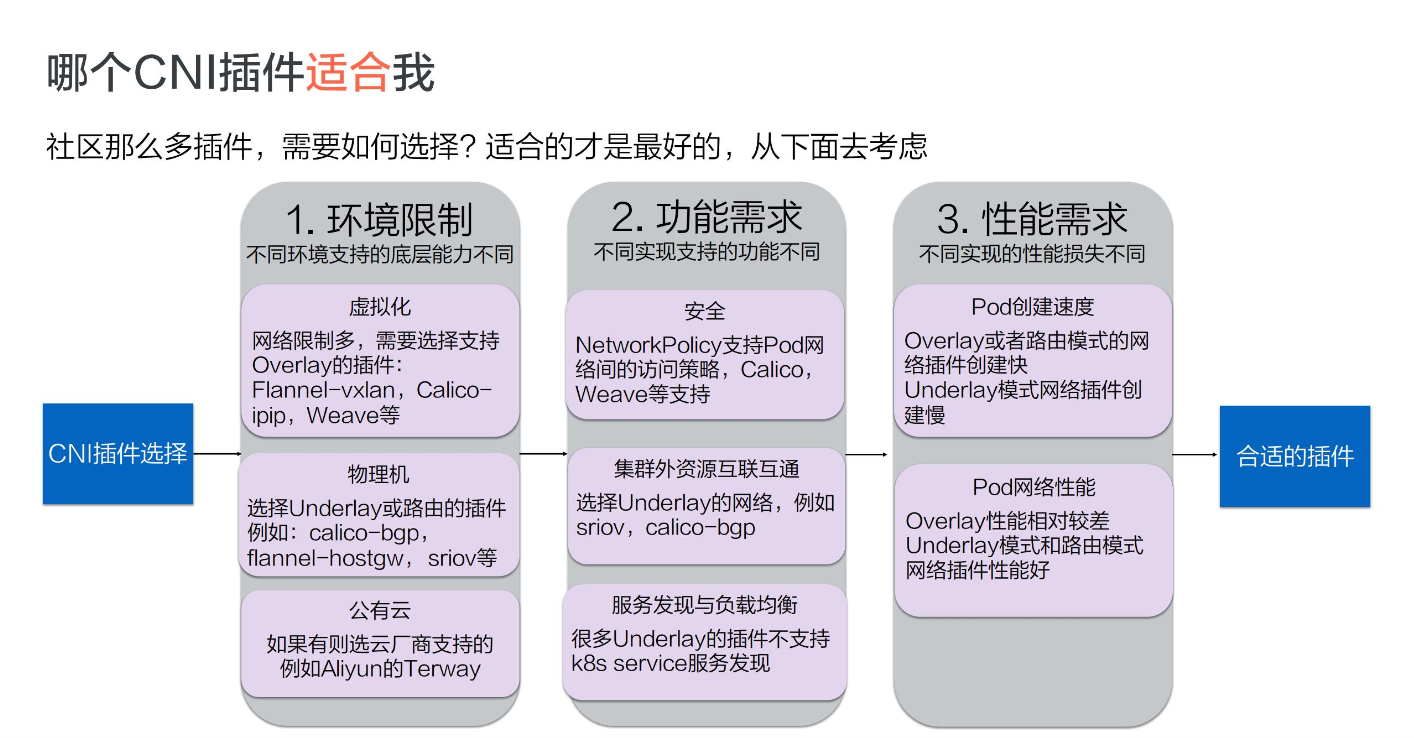 哪个CNI插件适合我
社区那么多插件，需要如何选择？适合的才是最好的，从下面去考虑
CNI插件选择
1. 环境限制
不同环境支持的底层能力不同
虚拟化
网络限制多，需要选择支持
Overlay的插件：
Flannel-vxlan，Calico-
ipip，Weave等
物理机
选择Underlay或路由的插件
例如：calico-bgp，
flannel-hostgw，sriov等
公有云
如果有则选云厂商支持的
例如Aliyun的Terway
2. 功能需求
不同实现支持的功能不同
安全
NetworkPolicy支持Pod网
络间的访问策略，Calico，
Weave等支持
集群外资源互联互通
选择Underlay的网络，例如
sriov，calico-bgp
服务发现与负载均衡
很多Underlay的插件不支持
k8s service服务发现
3. 性能需求
不同实现的性能损失不同
Pod创建速度
Overlay或者路由模式的网
络插件创建快
Underlay模式网络插件创
建慢
Pod网络性能
Overlay性能相对较差
Underlay模式和路由模式
网络插件性能好
合适的插件